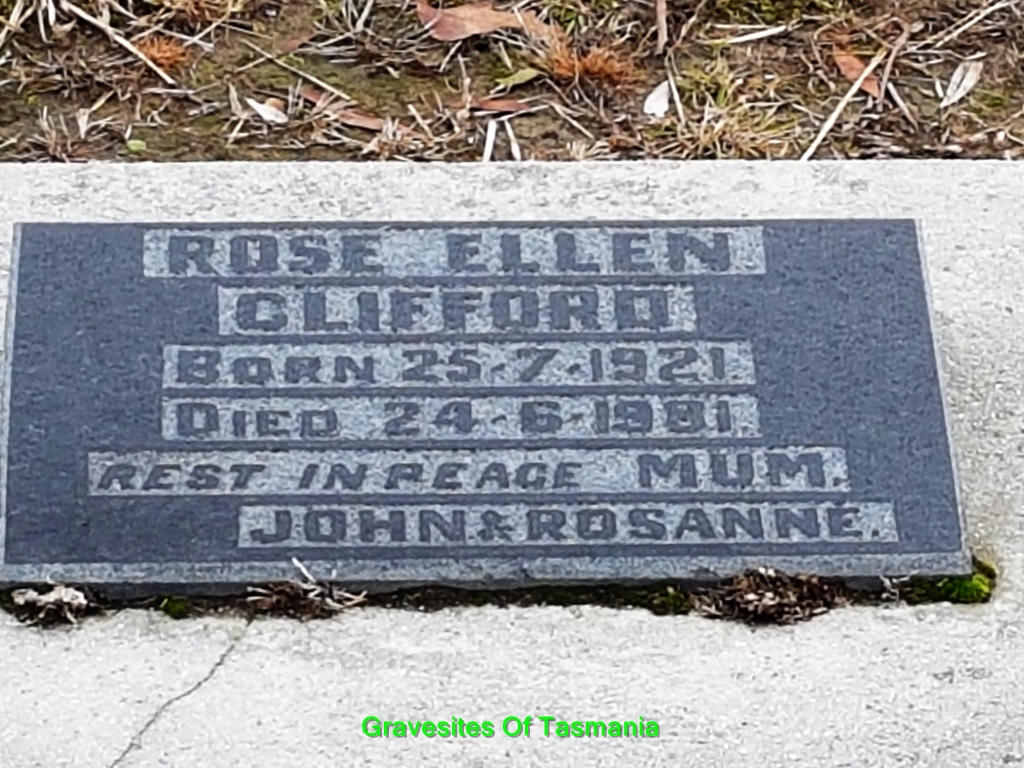 ROSE ELLEN
CLIFFORD
BORN 25·7·1921.
DIED 24·6·1981.
REST IN PEACE MUM.
JOHN & ROSANNE.
Gravesites Of Tasmania